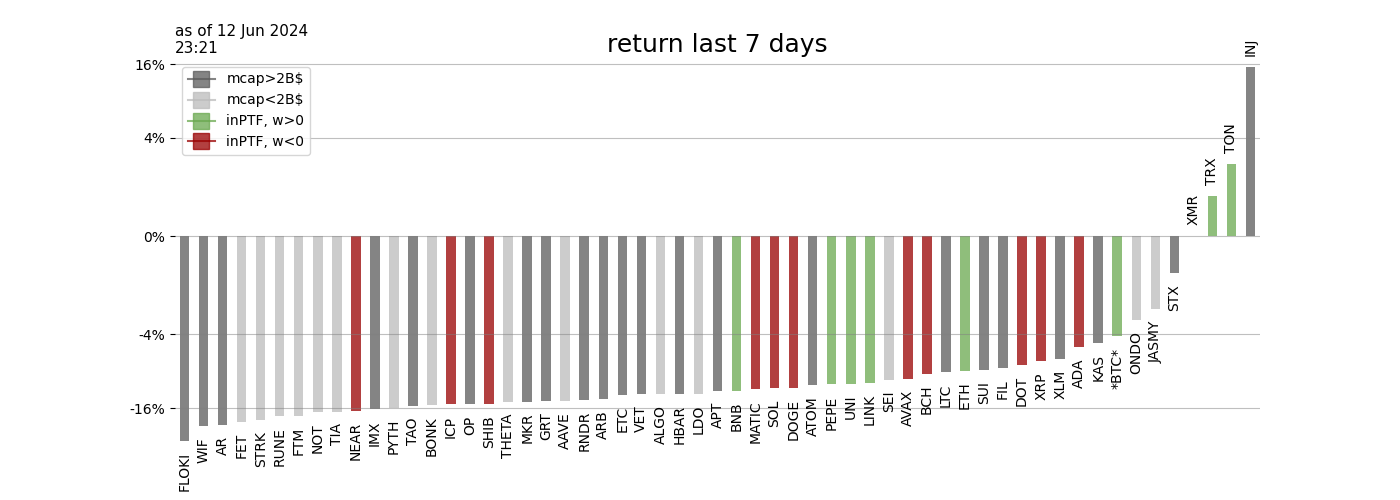 as of 12 Jun 2024
23:21
return last 7 days
16%
4%
0%
-4%
-16%
mcap>2B$
mcap<2B$
inPTF, w>0
inPTF, w<0
FLOKI
WIF
AR
FET
STRK
RUNE
FTM
NOT
TIA
NEAR
IMX
PYTH
TAO
BONK
ICP
OP
SHIB
THETA
MKR
GRT
AAVE
RNDR
ARB
ETC
VET
ALGO
HBAR
LDO
APT
BNB
MATIC
SOL
DOGE
ATOM
PEPE
UNI
LINK
SEI
AVAX
BCH
LTC
ETH
SUI
FIL
DOT
XRP
XLM
ADA
KAS
*BTC*
ONDO
JASMY
STX
XMR
TRX
TON
INJ